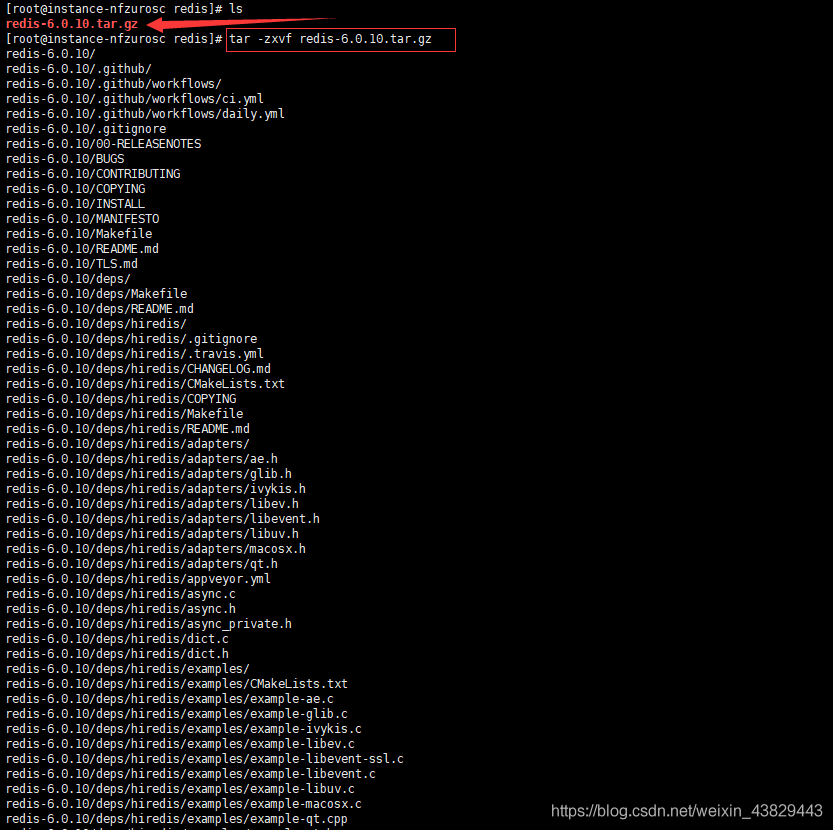 [root@instance-nfzurosc redis]# ls
redis-6.0.10.tar.gz
[root@instance-nfzurosc redis]# tar -zxvf redis-6.0.10.tar.gz
redis-6.0.10/
redis-6.0.10/.github/
redis-6.0.10/.github/workflows/
redis-6.0.10/.github/workflows/ci.yml
redis-6.0.10/.github/workflows/daily.yml
redis-6.0.10/.gitignore
redis-6.0.10/00-RELEASENOTES
redis-6.0.10/BUGS
redis-6.0.10/CONTRIBUTING
redis-6.0.10/COPYING
redis-6.0.10/INSTALL
redis-6.0.10/MANIFESTO
redis-6.0.10/Makefile
redis-6.0.10/README.md
redis-6.0.10/TLS.md
redis-6.0.10/deps/
redis-6.0.10/deps/Makefile
redis-6.0.10/deps/README.md
redis-6.0.10/deps/hiredis/
redis-6.0.10/deps/hiredis/.gitignore
redis-6.0.10/deps/hiredis/.travis.yml
redis-6.0.10/deps/hiredis/CHANGELOG.md
redis-6.0.10/deps/hiredis/CMakeLists.txt
redis-6.0.10/deps/hiredis/COPYING
redis-6.0.10/deps/hiredis/Makefile
redis-6.0.10/deps/hiredis/README.md
redis-6.0.10/deps/hiredis/adapters/
redis-6.0.10/deps/hiredis/adapters/ae.h
redis-6.0.10/deps/hiredis/adapters/glib.h
redis-6.0.10/deps/hiredis/adapters/ivykis.h
redis-6.0.10/deps/hiredis/adapters/libev.h
redis-6.0.10/deps/hiredis/adapters/libevent.h
redis-6.0.10/deps/hiredis/adapters/libuv.h
redis-6.0.10/deps/hiredis/adapters/macosx.h
redis-6.0.10/deps/hiredis/adapters/qt.h
redis-6.0.10/deps/hiredis/appveyor.yml
redis-6.0.10/deps/hiredis/async.c
redis-6.0.10/deps/hiredis/async.h
redis-6.0.10/deps/hiredis/async_private.h
redis-6.0.10/deps/hiredis/dict.c
redis-6.0.10/deps/hiredis/dict.h
redis-6.0.10/deps/hiredis/examples/
redis-6.0.10/deps/hiredis/examples/CMakeLists.txt
redis-6.0.10/deps/hiredis/examples/example-ae.c
redis-6.0.10/deps/hiredis/examples/example-glib.c
redis-6.0.10/deps/hiredis/examples/example-ivykis.c
redis-6.0.10/deps/hiredis/examples/example-libev.c
redis-6.0.10/deps/hiredis/examples/example-libevent-ssl.c
redis-6.0.10/deps/hiredis/examples/example-libevent.c
redis-6.0.10/deps/hiredis/examples/example-libuv.c
redis-6.0.10/deps/hiredis/examples/example-macosx.c
redis-6.0.10/deps/hiredis/examples/example-qt.cpp
https://blog.csdn.net/weixin_43829443